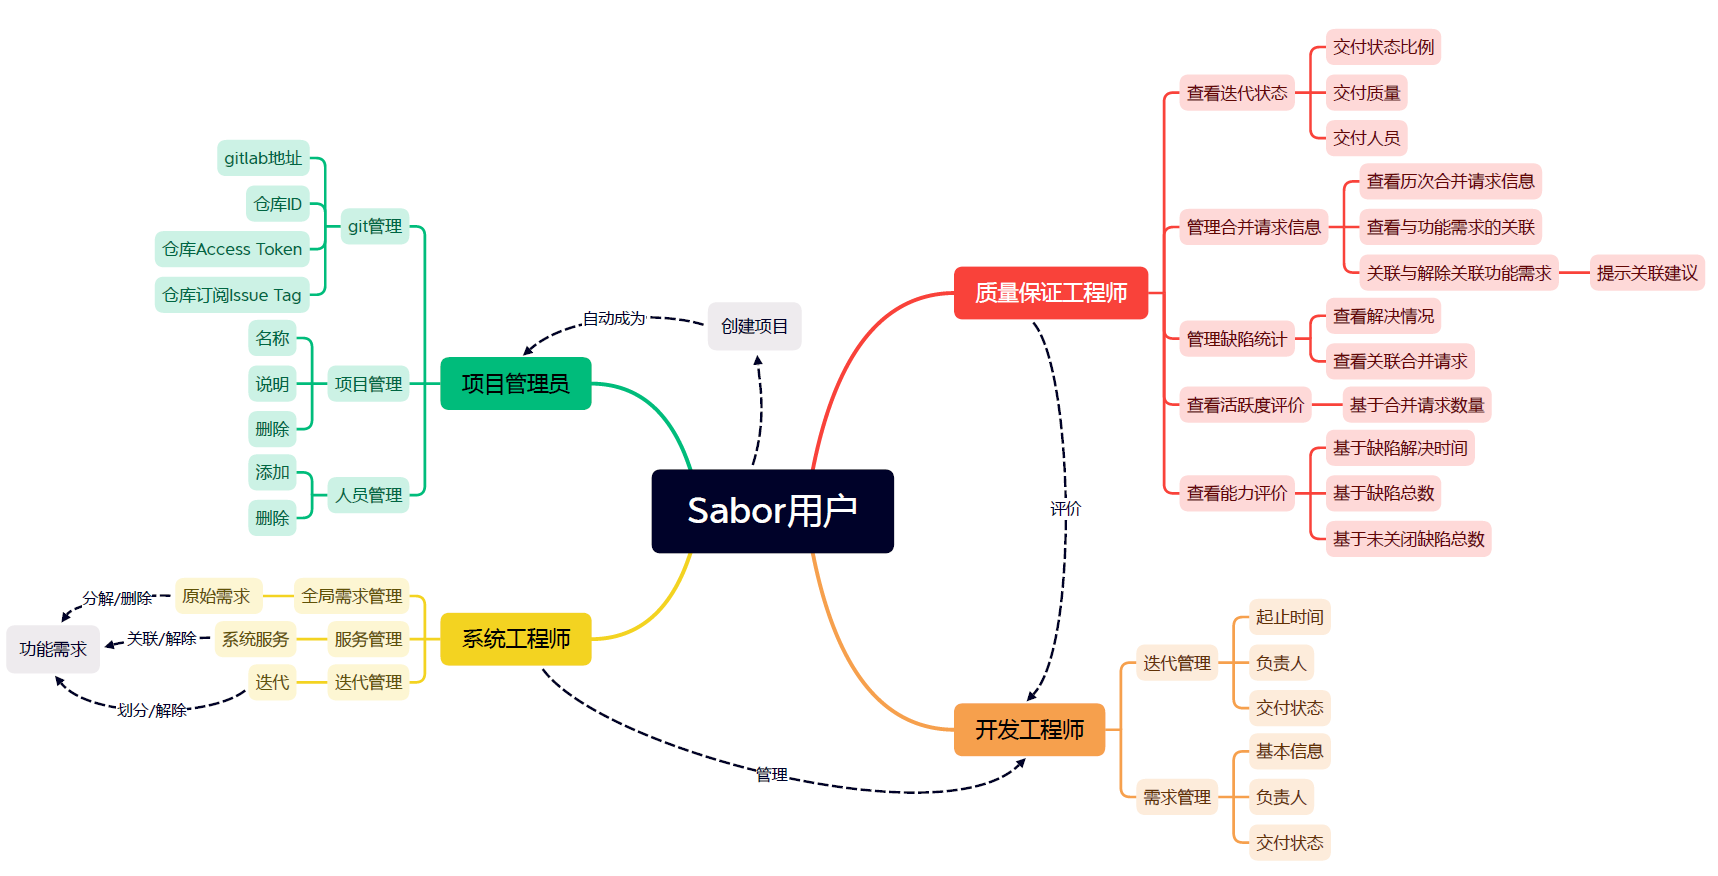 Sabor用户
创建项目
自动成为
项目管理员
git管理
gitlab地址
仓库ID
仓库Access Token
仓库订阅Issue Tag
项目管理
名称
说明
删除
人员管理
添加
删除
系统工程师
全局需求管理
原始需求
分解/删除
服务管理
系统服务
关联/解除
功能需求
迭代管理
迭代
划分/解除
管理
质量保证工程师
查看迭代状态
交付状态比例
交付质量
交付人员
管理合并请求信息
查看历次合并请求信息
查看与功能需求的关联
关联与解除关联功能需求
提示关联建议
管理缺陷统计
查看解决情况
查看关联合并请求
查看活跃度评价
基于合并请求数量
查看能力评价
基于缺陷解决时间
基于缺陷总数
基于未关闭缺陷总数
评价
开发工程师
迭代管理
起止时间
负责人
交付状态
需求管理
基本信息
负责人
交付状态